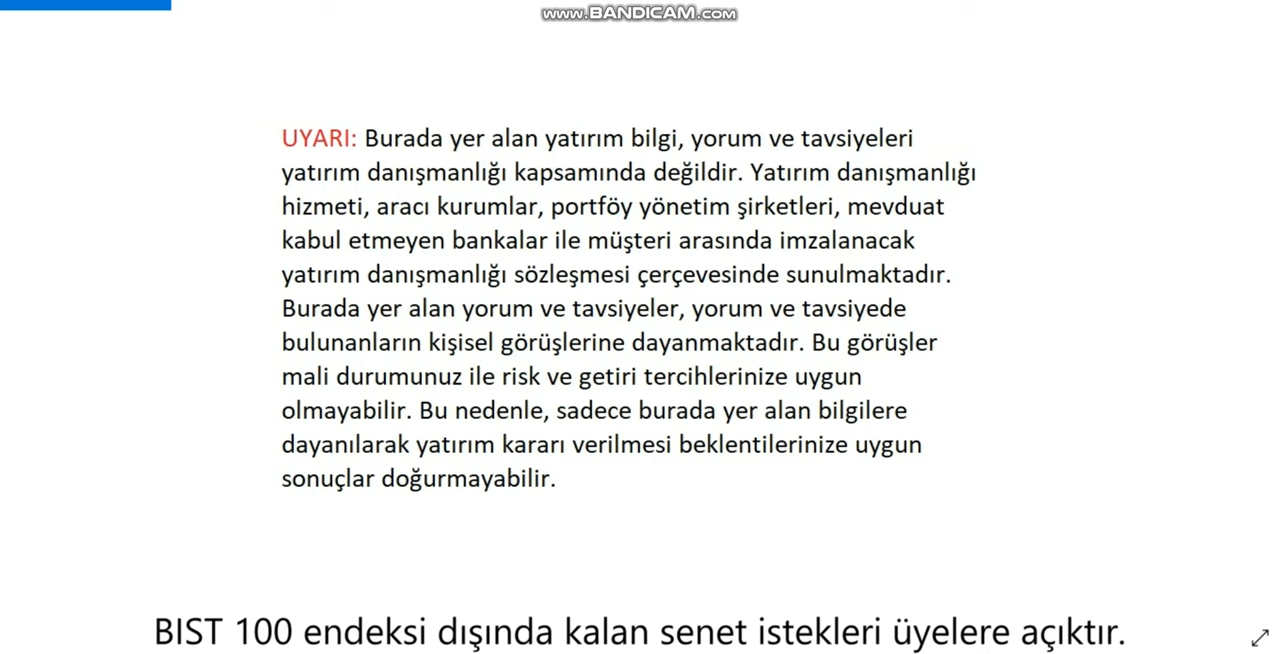 www.BANDICAM.com
UYARI: Burada yer alan yatırım bilgi, yorum ve tavsiyeleri
yatırım danışmanlığı kapsamında değildir. Yatırım danışmanlığı
hizmeti, aracı kurumlar, portföy yönetim şirketleri, mevduat
kabul etmeyen bankalar ile müşteri arasında imzalanacak
yatırım danışmanlığı sözleşmesi çerçevesinde sunulmaktadır.
Burada yer alan yorum ve tavsiyeler, yorum ve tavsiyede
bulunanların kişisel görüşlerine dayanmaktadır. Bu görüşler
mali durumunuz ile risk ve getiri tercihlerinize uygun
olmayabilir. Bu nedenle, sadece burada yer alan bilgilere
dayanılarak yatırım kararı verilmesi beklentilerinize uygun
sonuçlar doğurmayabilir.
BIST 100 endeksi dışında kalan senet istekleri üyelere açıktır.